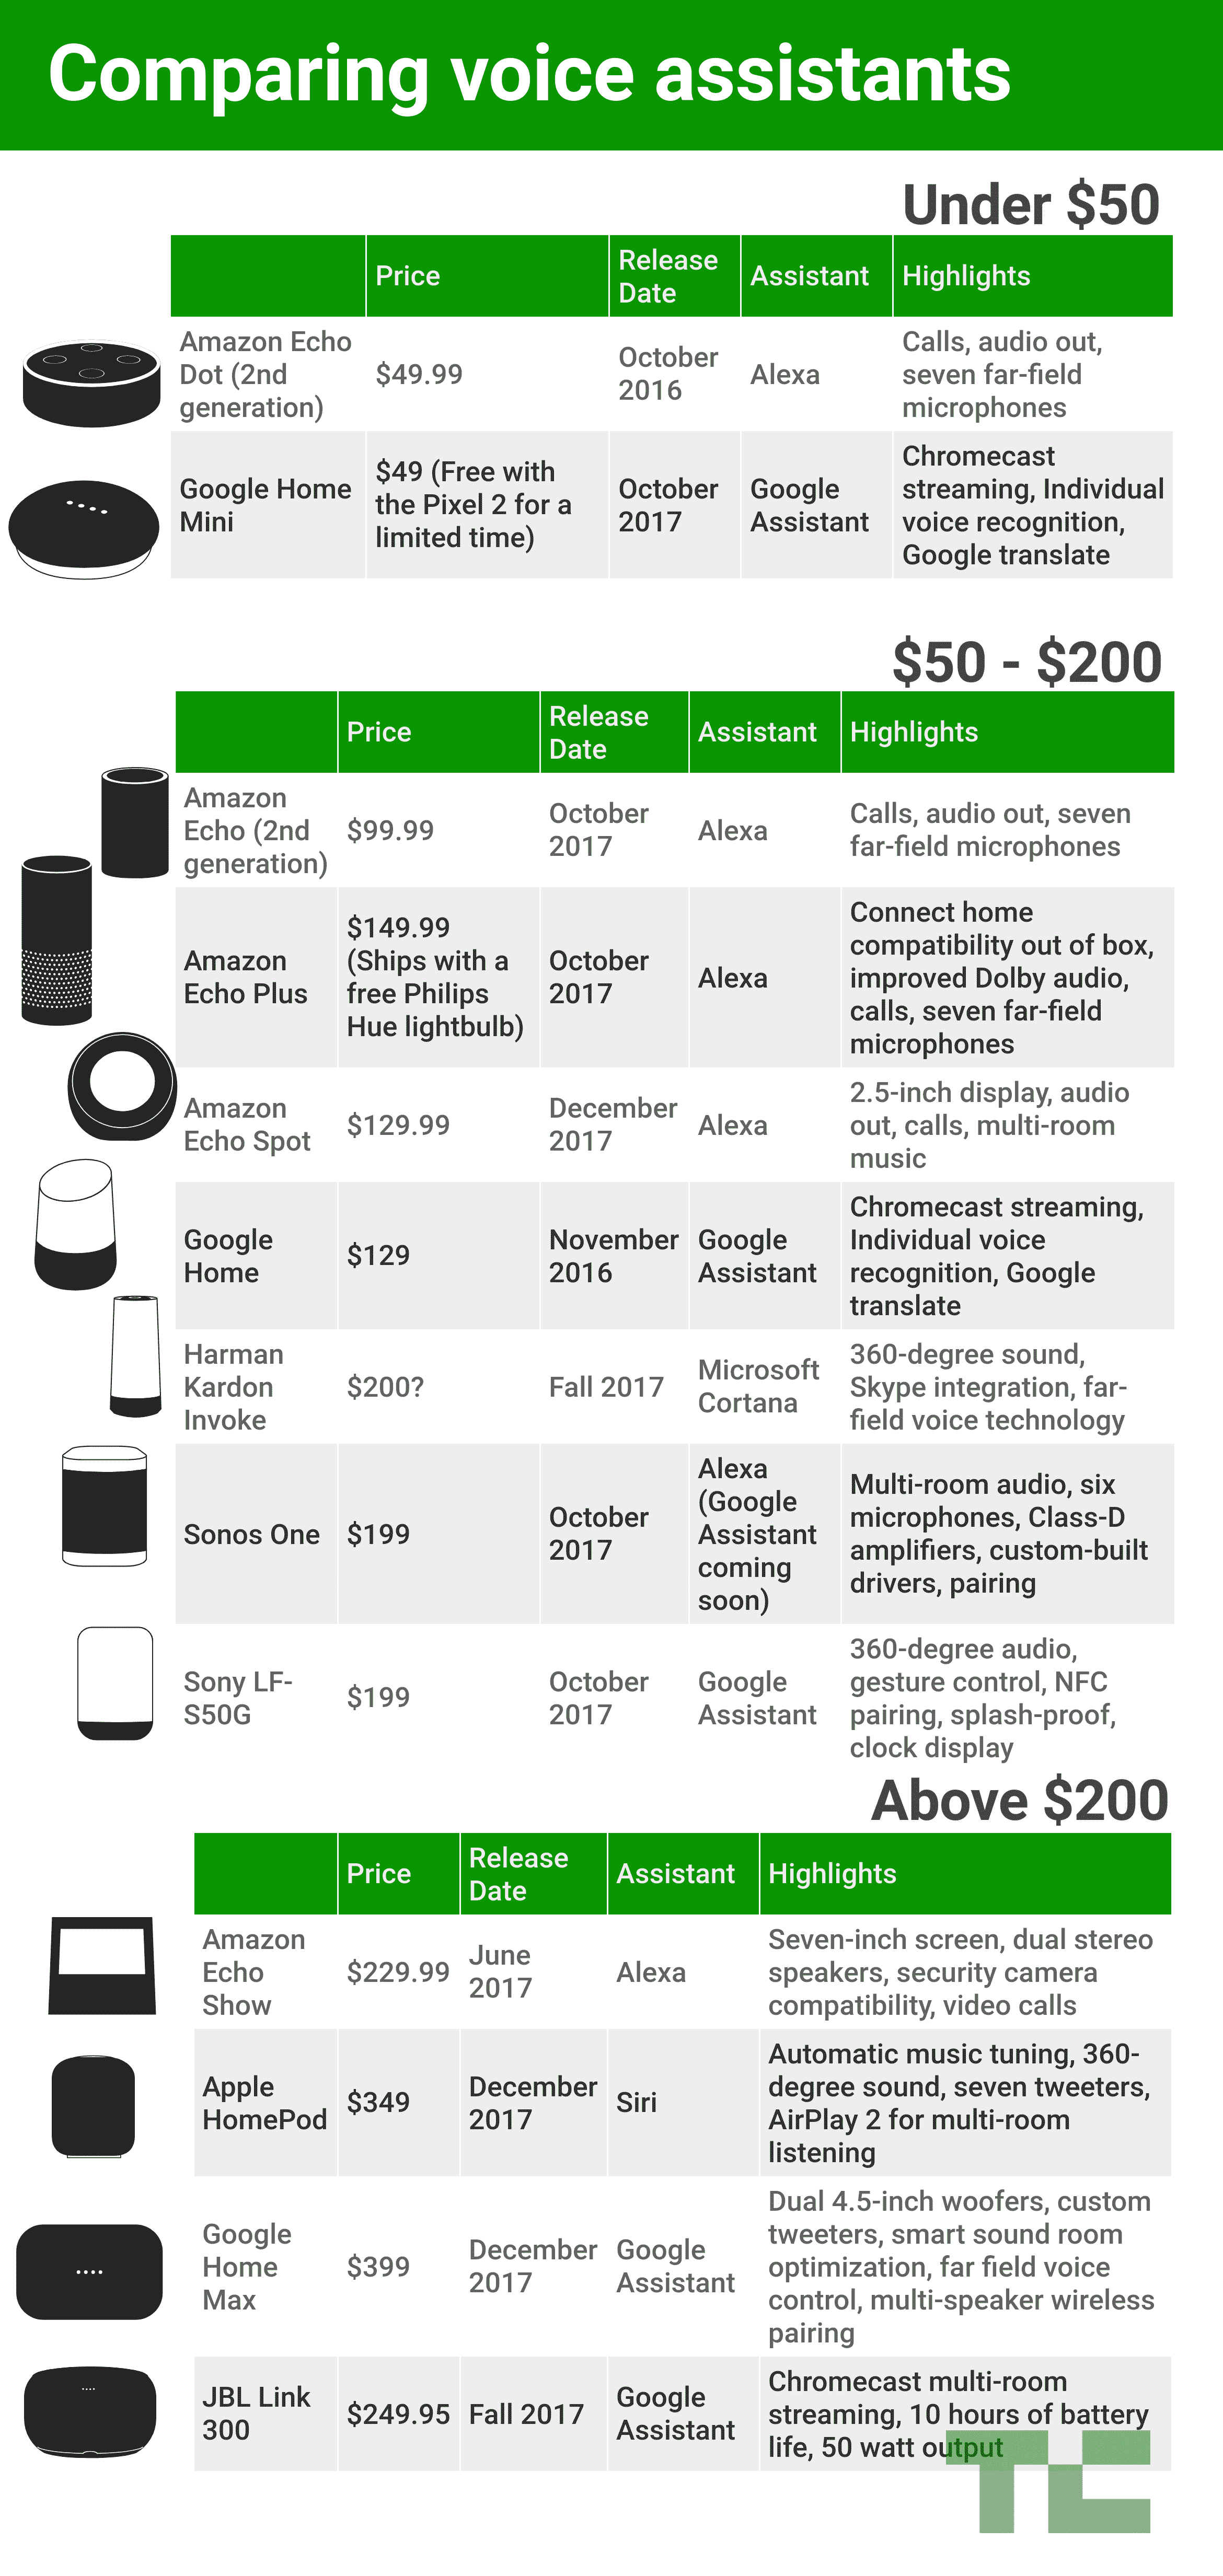 Comparing voice assistants
Under $50
Price
Release
Date
Assistant
Highlights
Amazon Echo
Dot (2nd
generation)
$49.99
October
2016
Alexa
Calls, audio out,
seven far-field
microphones
Google Home
Mini
$49 (Free with
the Pixel 2 for a
limited time)
October
2017
Google
Assistant
Chromecast
streaming, Individual
voice recognition,
Google translate
$50 - $200
Price
Release
Date
Assistant
Highlights
Amazon
Echo (2nd
generation)
$99.99
October
2017
Alexa
Calls, audio out, seven
far-field microphones
Amazon
Echo Plus
$149.99
(Ships with a
free Philips
Hue lightbulb)
October
2017
Alexa
Connect home
compatibility out of box,
improved Dolby audio,
calls, seven far-field
microphones
Amazon
Echo Spot
$129.99
December
2017
Alexa
2.5-inch display, audio
out, calls, multi-room
music
Google
Home
$129
November
2016
Google
Assistant
Chromecast streaming,
Individual voice
recognition, Google
translate
Harman
Kardon
Invoke
$200?
Fall 2017
Microsoft
Cortana
360-degree sound,
Skype integration, far-
field voice technology
Sonos One
$199
October
2017
Alexa
(Google
Assistant
coming
soon)
Multi-room audio, six
microphones, Class-D
amplifiers, custom-built
drivers, pairing
Sony LF-
S50G
$199
October
2017
Google
Assistant
360-degree audio,
gesture control, NFC
pairing, splash-proof,
clock display
Above $200
Price
Release
Date
Assistant
Highlights
Amazon
Echo
Show
$229.99
June
2017
Alexa
Seven-inch screen, dual stereo
speakers, security camera
compatibility, video calls
Apple
HomePod
$349
December
2017
Siri
Automatic music tuning, 360-
degree sound, seven tweeters,
AirPlay 2 for multi-room
listening
Google
Home
Max
$399
December
2017
Google
Assistant
Dual 4.5-inch woofers, custom
tweeters, smart sound room
optimization, far field voice
control, multi-speaker wireless
pairing
JBL Link
300
$249.95
Fall 2017
Google
Assistant
Chromecast multi-room
streaming, 10 hours of battery
life, 50 watt output
TC